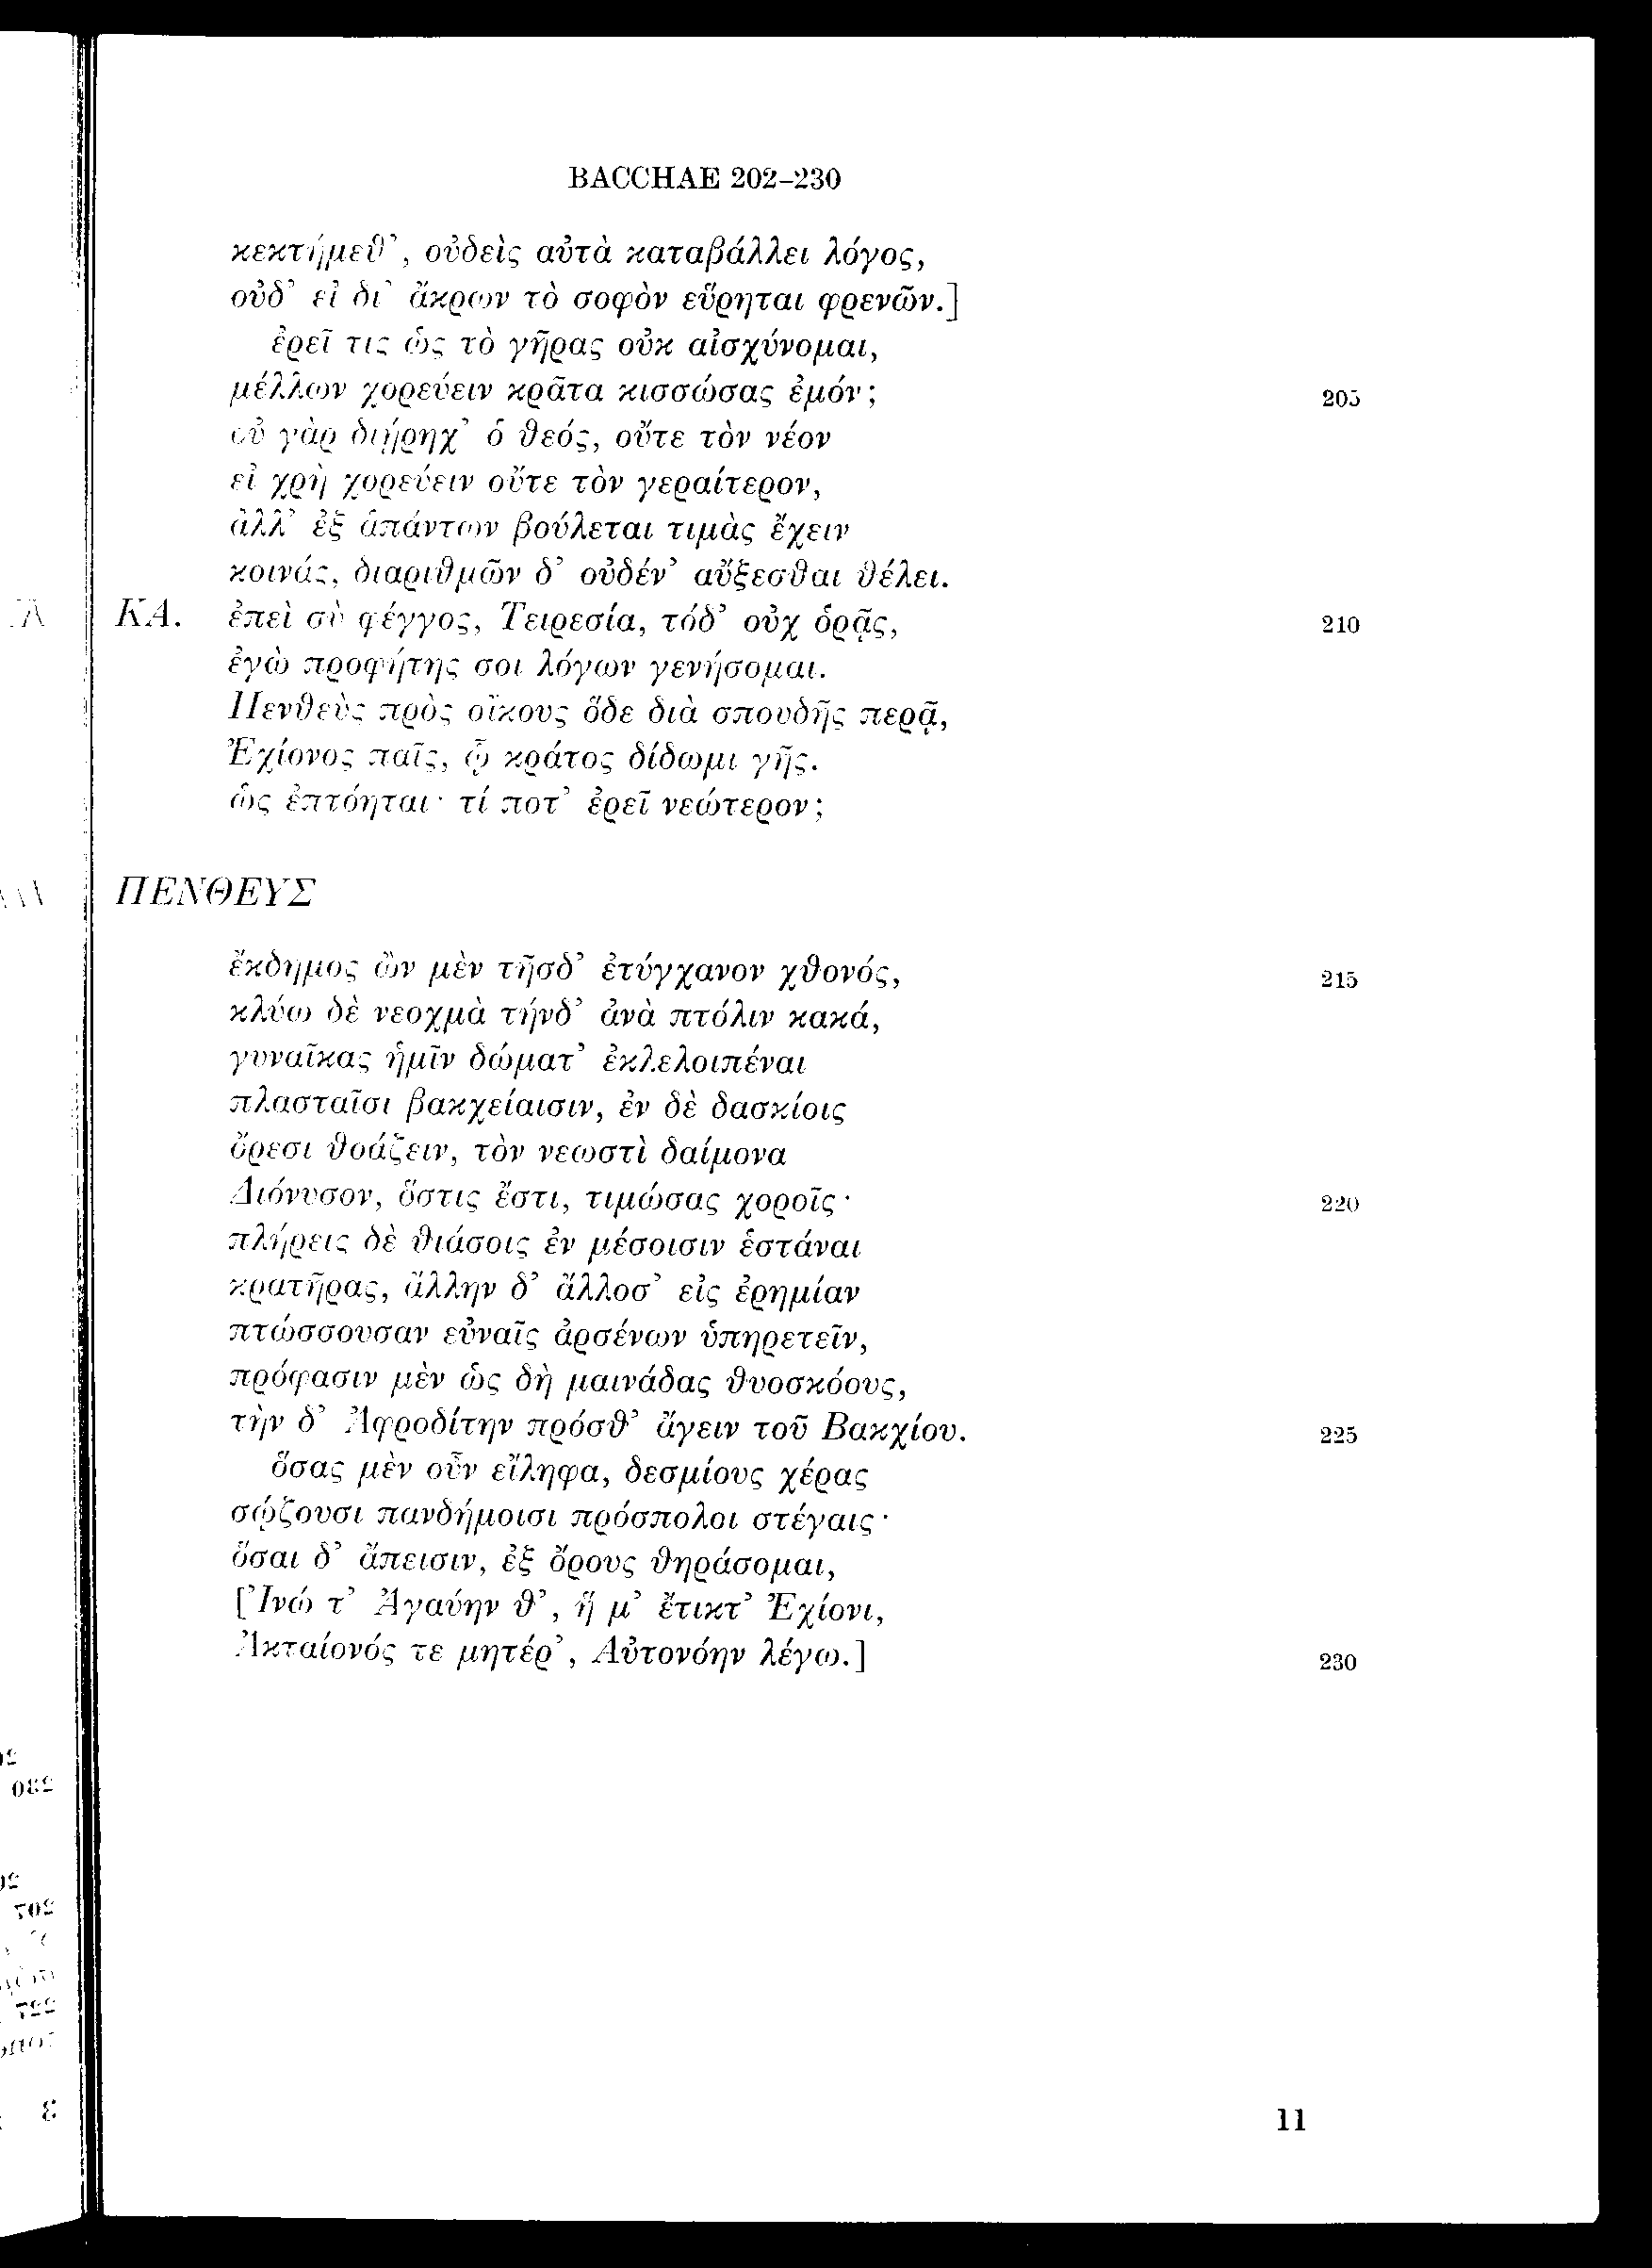 BACCHAE 202–230
κεκτήμεθ’, οὐδεὶς αὐτὰ καταβάλλει λόγος,
οὐδ’ εἰ δι’ ἄκρων τὸ σοφὸν εὕρηται φρενῶν.]
ἐρεῖ τις ὡς τὸ γῆρας οὐκ αἰσχύνομαι,
μέλλων χορεύειν κρᾶτα κισσώσας ἐμόν; 205
οὐ γὰρ διῄρηχ’ ὁ θεός, οὔτε τὸν νέον
εἰ χρὴ χορεύειν οὔτε τὸν γεραίτερον,
ἀλλ’ ἐξ ἁπάντων βούλεται τιμὰς ἔχειν
κοινάς, διαριθμῶν δ’ οὐδέν’ αὔξεσθαι θέλει.
ΚΑ. ἐπεὶ σὺ φέγγος, Τειρεσία, τόδ’ οὐχ ὁρᾷς, 210
ἐγὼ προφήτης σοι λόγων γενήσομαι.
Πενθεὺς πρὸς οἴκους ὅδε διὰ σπουδῆς περᾷ,
Ἐχίονος παῖς, ᾧ κράτος δίδωμι γῆς.
ὡς ἐπτόηται· τί ποτ’ ἐρεῖ νεώτερον;
ΠΕΝΘΕΥΣ
ἔκδημος ὢν μὲν τῆσδ’ ἐτύγχανον χθονός, 215
κλύω δὲ νεοχμὰ τήνδ’ ἀνὰ πτόλιν κακά,
γυναῖκας ἡμῖν δώματ’ ἐκλελοιπέναι
πλασταῖσι βακχείαισιν, ἐν δὲ δασκίοις
ὄρεσι θοάζειν, τὸν νεωστὶ δαίμονα
Διόνυσον, ὅστις ἔστι, τιμώσας χοροῖς· 220
πλήρεις δὲ θιάσοις ἐν μέσοισιν ἑστάναι
κρατῆρας, ἄλλην δ’ ἄλλοσ’ εἰς ἐρημίαν
πτώσσουσαν εὐναῖς ἀρσένων ὑπηρετεῖν,
πρόφασιν μὲν ὡς δὴ μαινάδας θυοσκόους,
τὴν δ’ Ἀφροδίτην πρόσθ’ ἄγειν τοῦ Βακχίου. 225
ὅσας μὲν οὖν εἴληφα, δεσμίους χέρας
σῴζουσι πανδήμοισι πρόσπολοι στέγαις·
ὅσαι δ’ ἄπεισιν, ἐξ ὄρους θηράσομαι,
[Ἰνώ τ’ Ἀγαύην θ’, ἥ μ’ ἔτικτ’ Ἐχίονι,
Ἀκταίονός τε μητέρ’, Αὐτονόην λέγω.] 230
11